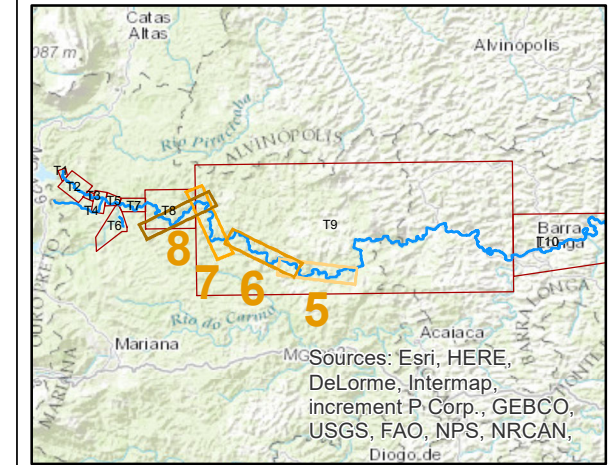 Catas
Altas
087 m
Alvinópolis
Rio Piracicaba
ALVINÓPOLIS
T1
T2
T3
T5
T7
T4
T8
T6
T9
Barra
T10
8
7
6
5
OURO PRETO
MARIANA
Rio do Carmo
Mariana
Acaiaca
BARRA LONGA
Sources: Esri, HERE,
DeLorme, Intermap,
increment P Corp., GEBCO,
USGS, FAO, NPS, NRCAN,
Diogo de